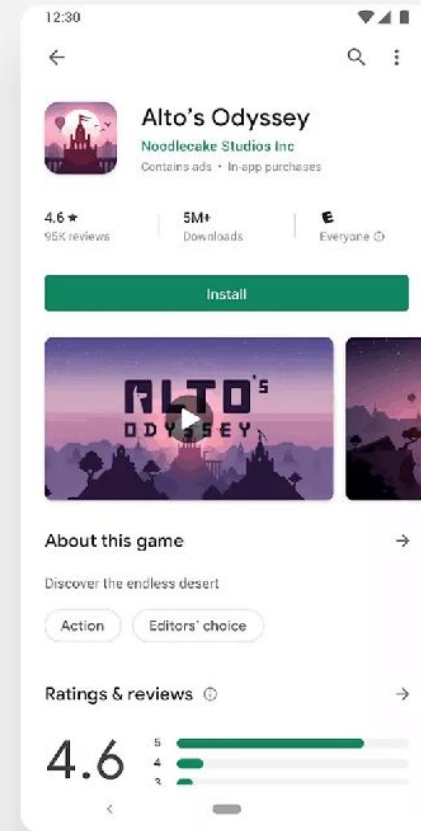 12:30
Alto's Odyssey
Noodlecake Studios Inc
Contains ads • In-app purchases
4.6 ★
5M+
E
95K reviews
Downloads
Everyone
Install
ALTO'S
ODYSSEY
About this game
Discover the endless desert
Action
Editors' choice
Ratings & reviews
4.6
5
4
3